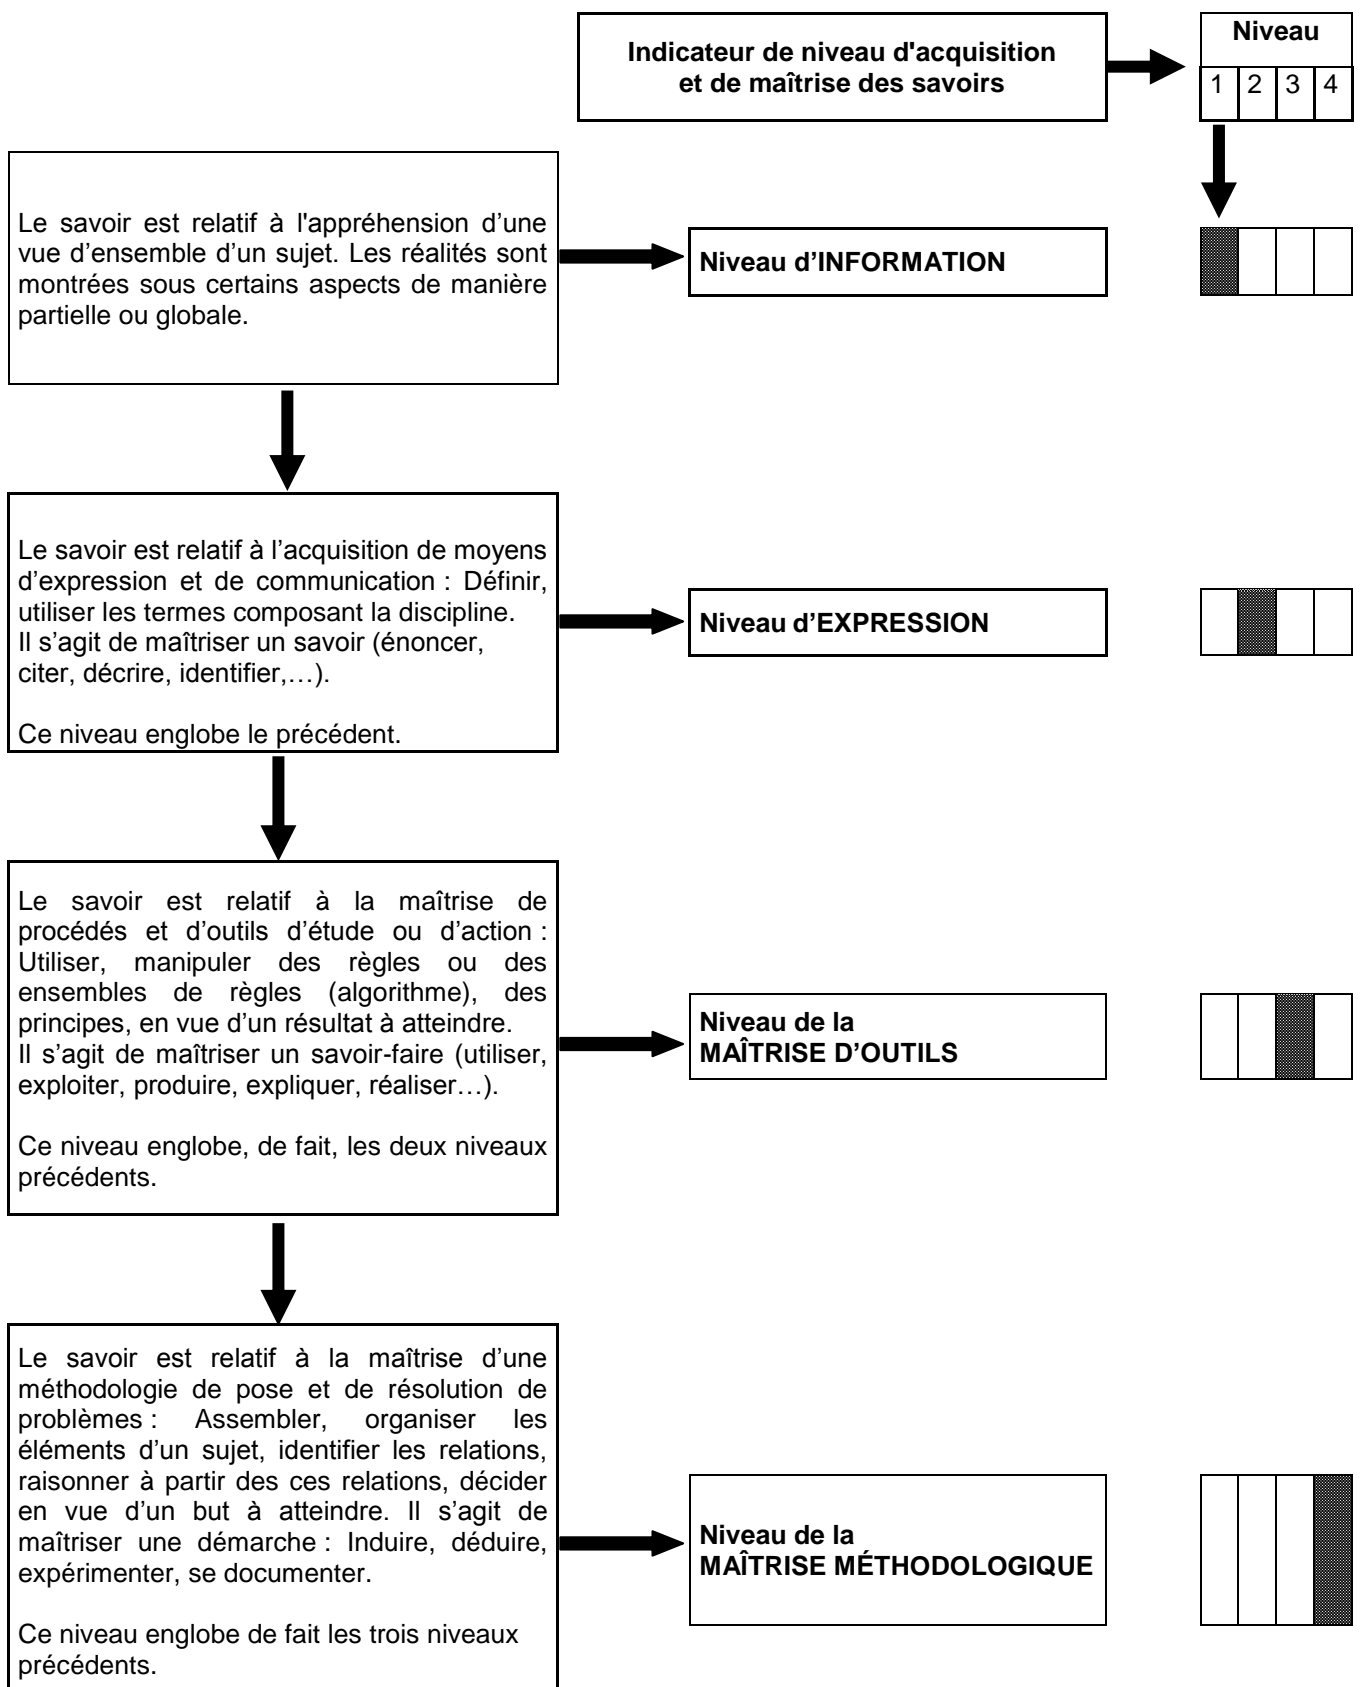 Indicateur de niveau d'acquisition
et de maîtrise des savoirs
Niveau
1 2 3 4
Le savoir est relatif à l'appréhension d’une
vue d’ensemble d’un sujet. Les réalités sont
montrées sous certains aspects de manière
partielle ou globale.
Niveau d’INFORMATION
Le savoir est relatif à l’acquisition de moyens
d’expression et de communication : Définir,
utiliser les termes composant la discipline.
Il s’agit de maîtriser un savoir (énoncer,
citer, décrire, identifier,…).
Ce niveau englobe le précédent.
Niveau d’EXPRESSION
Le savoir est relatif à la maîtrise de
procédés et d’outils d’étude ou d’action :
Utiliser, manipuler des règles ou des
ensembles de règles (algorithme), des
principes, en vue d’un résultat à atteindre.
Il s’agit de maîtriser un savoir-faire (utiliser,
exploiter, produire, expliquer, réaliser…).
Ce niveau englobe, de fait, les deux niveaux
précédents.
Niveau de la
MAÎTRISE D’OUTILS
Le savoir est relatif à la maîtrise d’une
méthodologie de pose et de résolution de
problèmes : Assembler, organiser les
éléments d’un sujet, identifier les relations,
raisonner à partir des ces relations, décider
en vue d’un but à atteindre. Il s’agit de
maîtriser une démarche : Induire, déduire,
expérimenter, se documenter.
Ce niveau englobe de fait les trois niveaux
précédents.
Niveau de la
MAÎTRISE MÉTHODOLOGIQUE